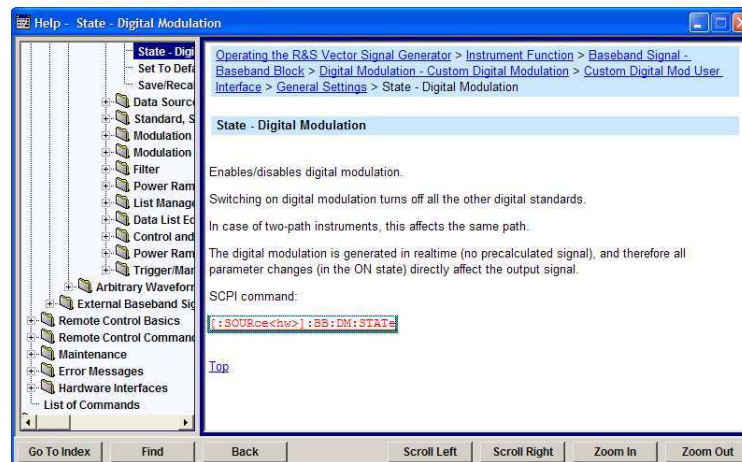 Help - State - Digital Modulation
State - Digi
Set To Defa
Save/Recal
Data Source
Standard, S
Modulation
Modulation
Filter
Power Ram
List Manage
Data List Ed
Control and
Power Ram
Trigger/Mar
Arbitrary Waveform
External Baseband Sig
Remote Control Basics
Remote Control Command
Maintenance
Error Messages
Hardware Interfaces
List of Commands
Operating the R&S Vector Signal Generator > Instrument Function > Baseband Signal -
Baseband Block > Digital Modulation - Custom Digital Modulation > Custom Digital Mod User
Interface > General Settings > State - Digital Modulation
State - Digital Modulation
Enables/disables digital modulation.
Switching on digital modulation turns off all the other digital standards.
In case of two-path instruments, this affects the same path.
The digital modulation is generated in realtime (no precalculated signal), and therefore all
parameter changes (in the ON state) directly affect the output signal.
SCPI command:
[:SOURce<hw>]:BB:DM:STATe
Top
Go To Index Find Back Scroll Left Scroll Right Zoom In Zoom Out